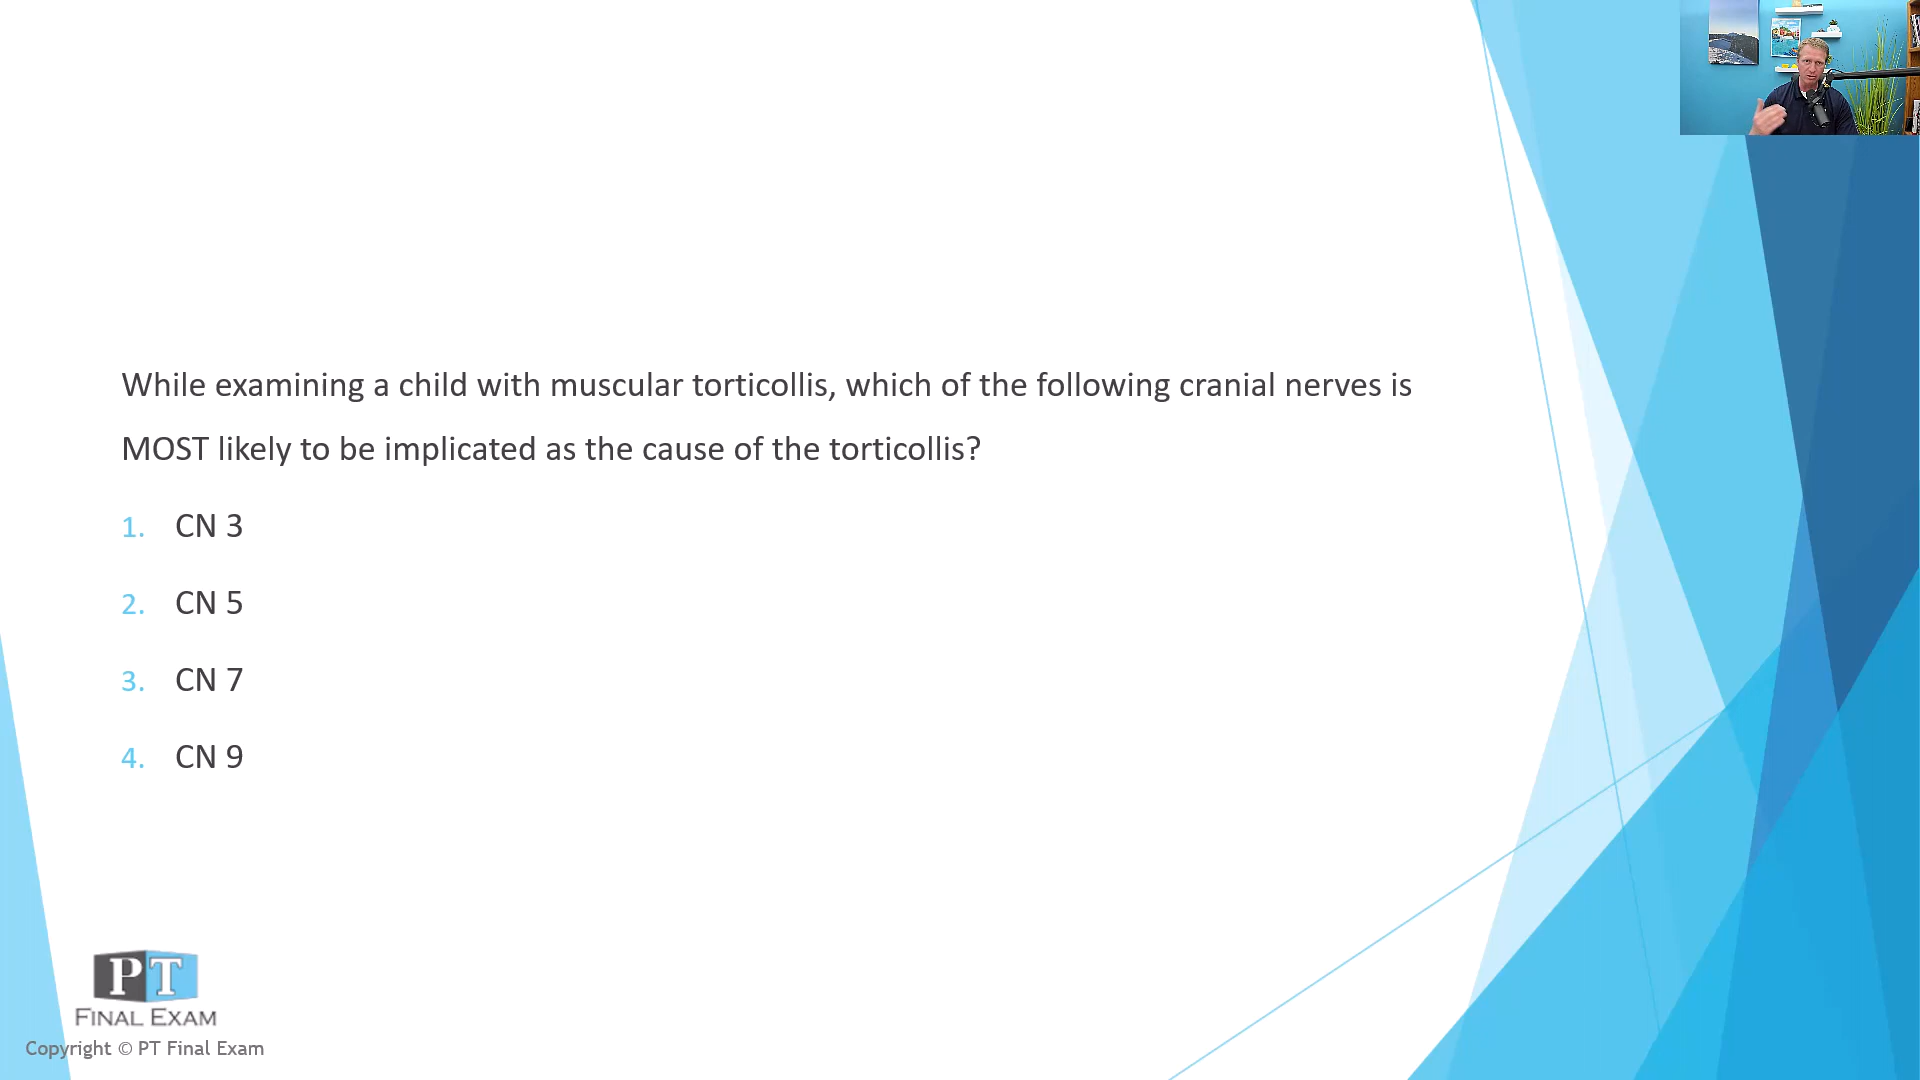 While examining a child with muscular torticollis, which of the following cranial nerves is
MOST likely to be implicated as the cause of the torticollis?
1. CN 3
2. CN 5
3. CN 7
4. CN 9
PT
FINAL EXAM
Copyright © PT Final Exam